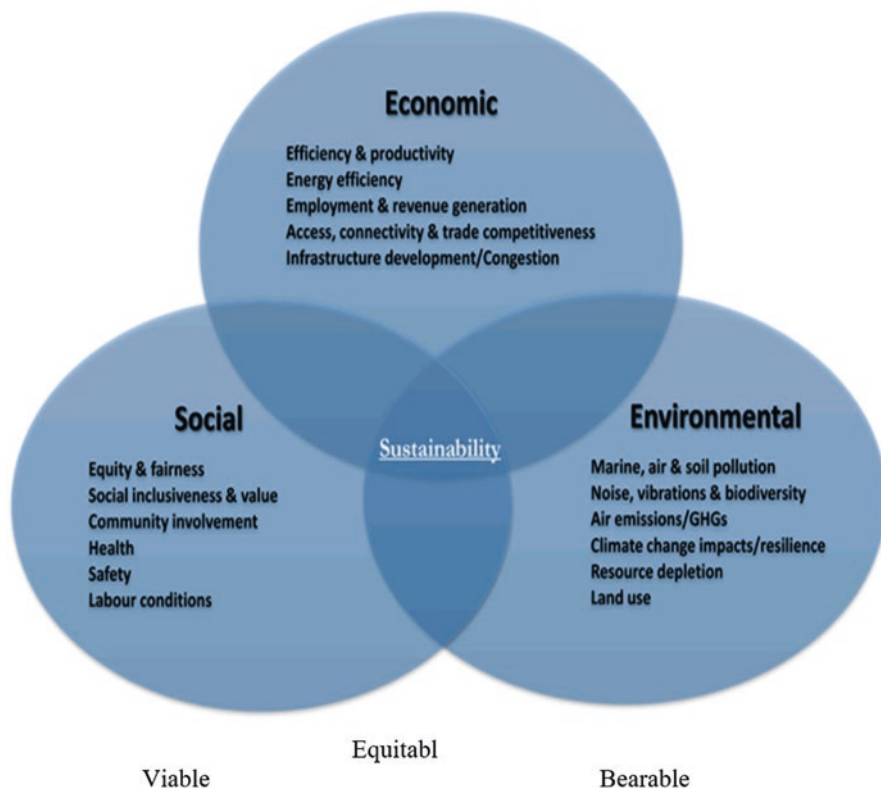 Economic
Efficiency & productivity
Energy efficiency
Employment & revenue generation
Access, connectivity & trade competitiveness
Infrastructure development/Congestion
Social
Equity & fairness
Social inclusiveness & value
Community involvement
Health
Safety
Labour conditions
Sustainability
Environmental
Marine, air & soil pollution
Noise, vibrations & biodiversity
Air emissions/GHGs
Climate change impacts/resilience
Resource depletion
Land use
Equitabl
Viable
Bearable